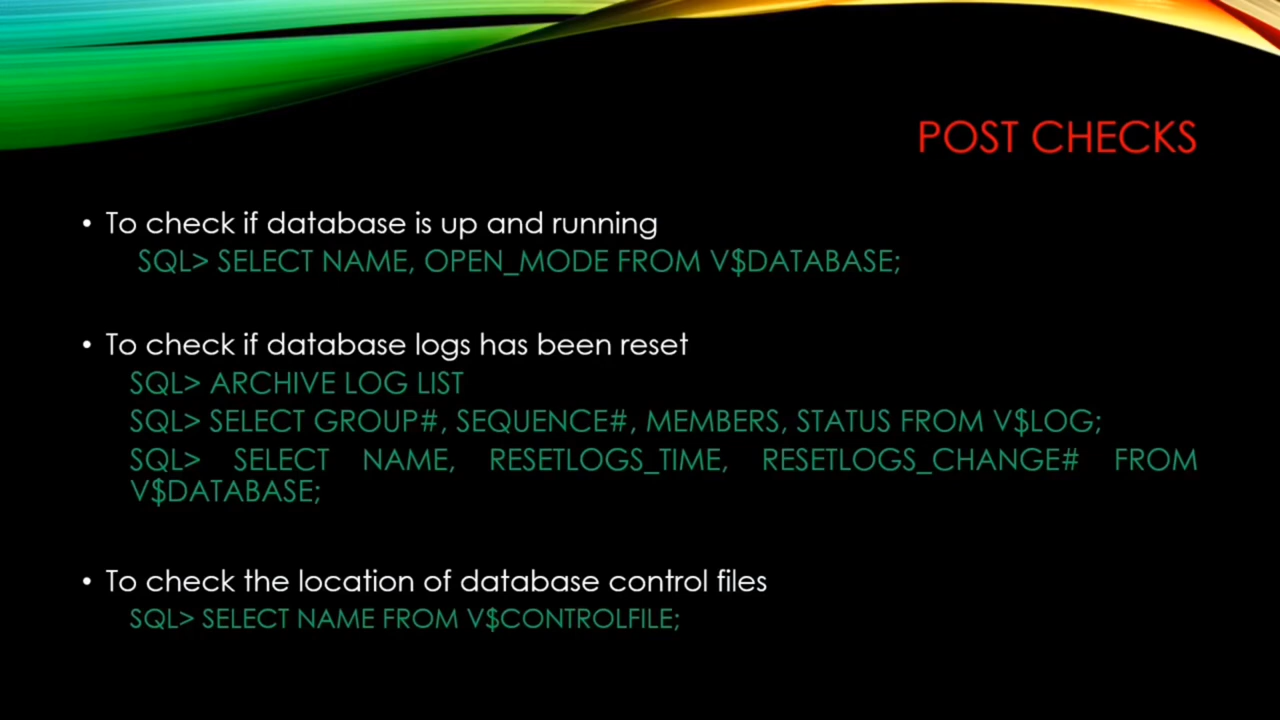 POST CHECKS
• To check if database is up and running
SQL> SELECT NAME, OPEN_MODE FROM V$DATABASE;
• To check if database logs has been reset
SQL> ARCHIVE LOG LIST
SQL> SELECT GROUP#, SEQUENCE#, MEMBERS, STATUS FROM V$LOG;
SQL> SELECT NAME, RESETLOGS_TIME, RESETLOGS_CHANGE# FROM
V$DATABASE;
• To check the location of database control files
SQL> SELECT NAME FROM V$CONTROLFILE;